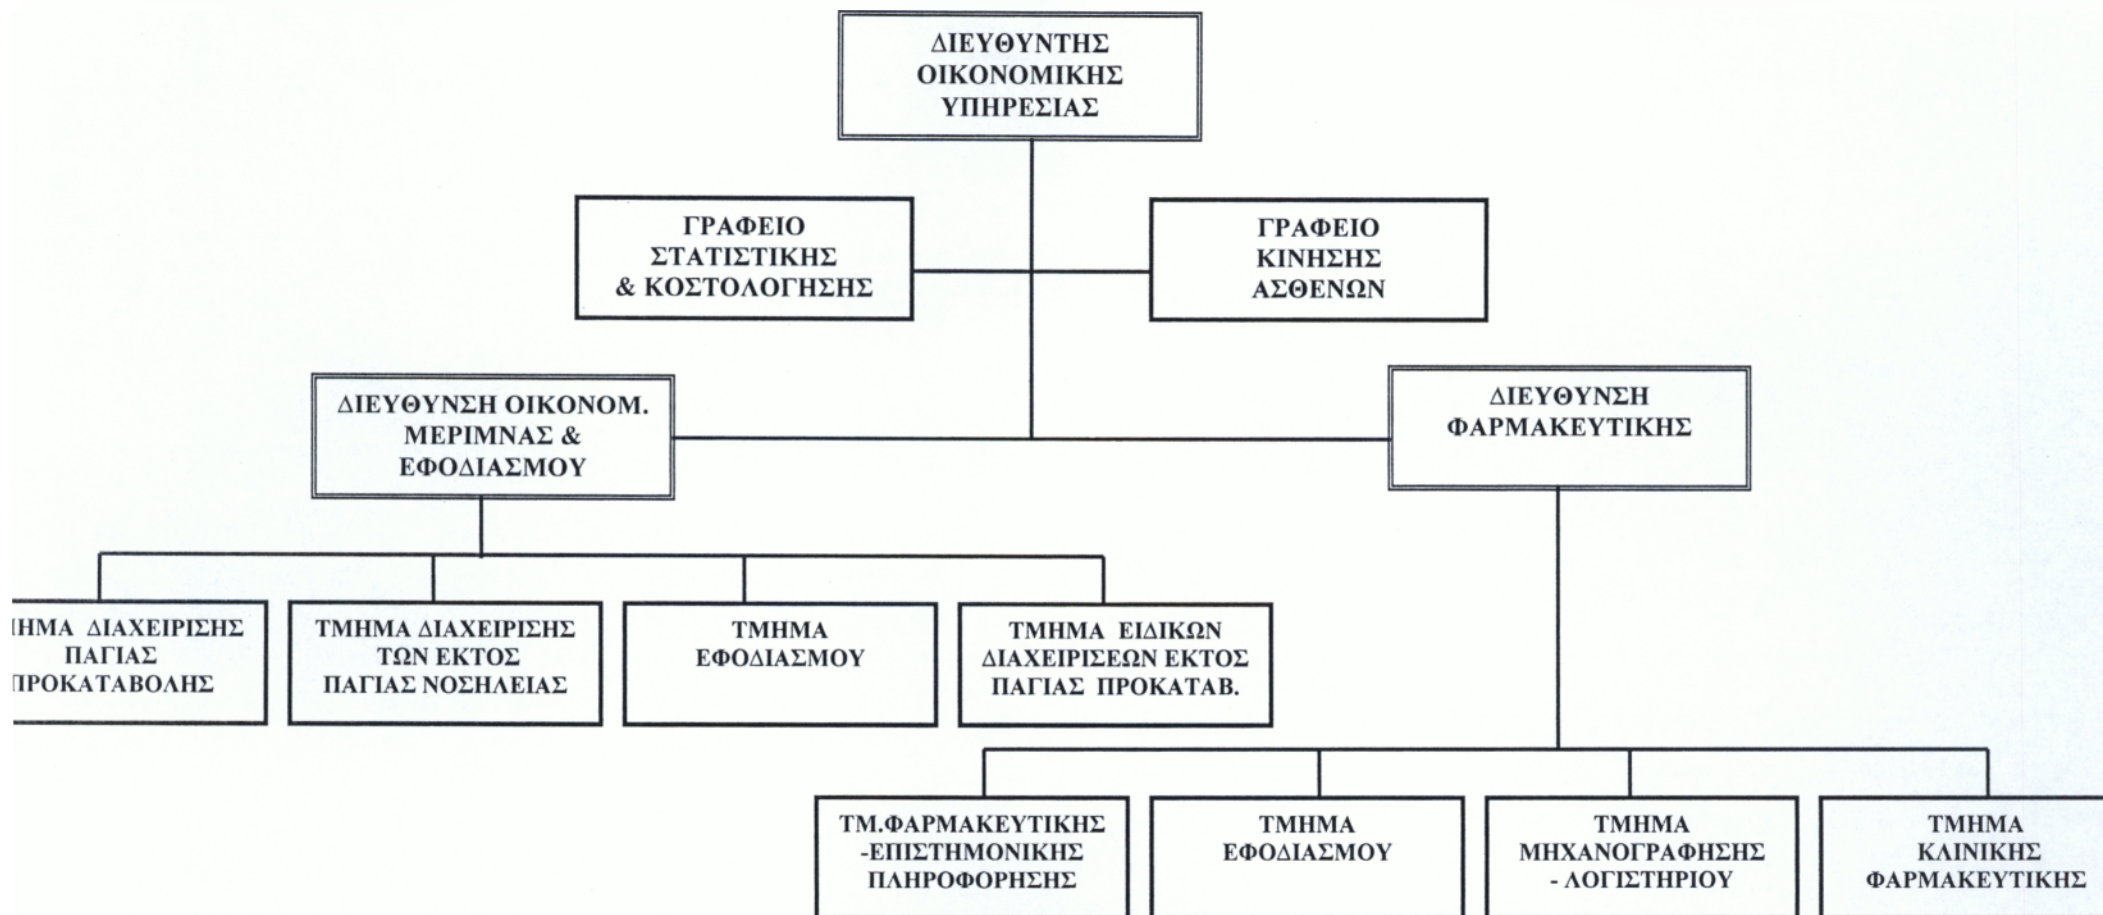 ΔΙΕΥΘΥΝΤΗΣ
ΟΙΚΟΝΟΜΙΚΗΣ
ΥΠΗΡΕΣΙΑΣ
ΓΡΑΦΕΙΟ
ΣΤΑΤΙΣΤΙΚΗΣ
& ΚΟΣΤΟΛΟΓΗΣΗΣ
ΓΡΑΦΕΙΟ
ΚΙΝΗΣΗΣ
ΑΣΘΕΝΩΝ
ΔΙΕΥΘΥΝΣΗ ΟΙΚΟΝΟΜ.
ΜΕΡΙΜΝΑΣ &
ΕΦΟΔΙΑΣΜΟΥ
ΔΙΕΥΘΥΝΣΗ
ΦΑΡΜΑΚΕΥΤΙΚΗΣ
ΗΜΑ ΔΙΑΧΕΙΡΙΣΗΣ
ΠΑΓΙΑΣ
ΠΡΟΚΑΤΑΒΟΛΗΣ
ΤΜΗΜΑ ΔΙΑΧΕΙΡΙΣΗΣ
ΤΩΝ ΕΚΤΟΣ
ΠΑΓΙΑΣ ΝΟΣΗΛΕΙΑΣ
ΤΜΗΜΑ
ΕΦΟΔΙΑΣΜΟΥ
ΤΜΗΜΑ ΕΙΔΙΚΩΝ
ΔΙΑΧΕΙΡΙΣΕΩΝ ΕΚΤΟΣ
ΠΑΓΙΑΣ ΠΡΟΚΑΤΑΒ.
ΤΜ.ΦΑΡΜΑΚΕΥΤΙΚΗΣ
-ΕΠΙΣΤΗΜΟΝΙΚΗΣ
ΠΛΗΡΟΦΟΡΗΣΗΣ
ΤΜΗΜΑ
ΕΦΟΔΙΑΣΜΟΥ
ΤΜΗΜΑ
ΜΗΧΑΝΟΓΡΑΦΗΣΗΣ
- ΛΟΓΙΣΤΗΡΙΟΥ
ΤΜΗΜΑ
ΚΛΙΝΙΚΗΣ
ΦΑΡΜΑΚΕΥΤΙΚΗΣ